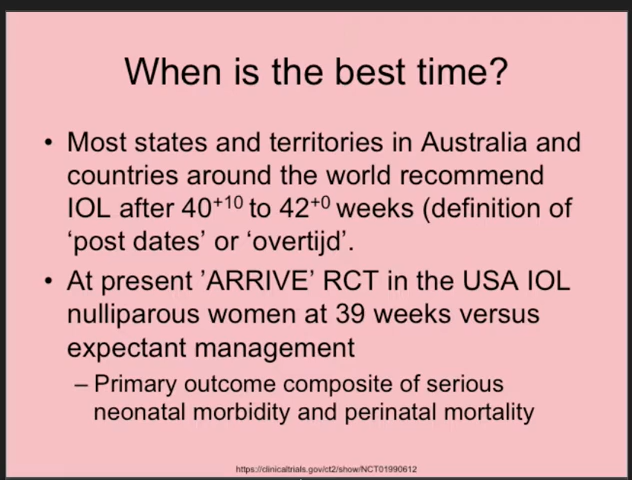 When is the best time?
• Most states and territories in Australia and
countries around the world recommend
IOL after 40⁺¹⁰ to 42⁺⁰ weeks (definition of
‘post dates’ or ‘overtijd’.
• At present ’ARRIVE’ RCT in the USA IOL
nulliparous women at 39 weeks versus
expectant management
– Primary outcome composite of serious
neonatal morbidity and perinatal mortality
https://clinicaltrials.gov/ct2/show/NCT01990612